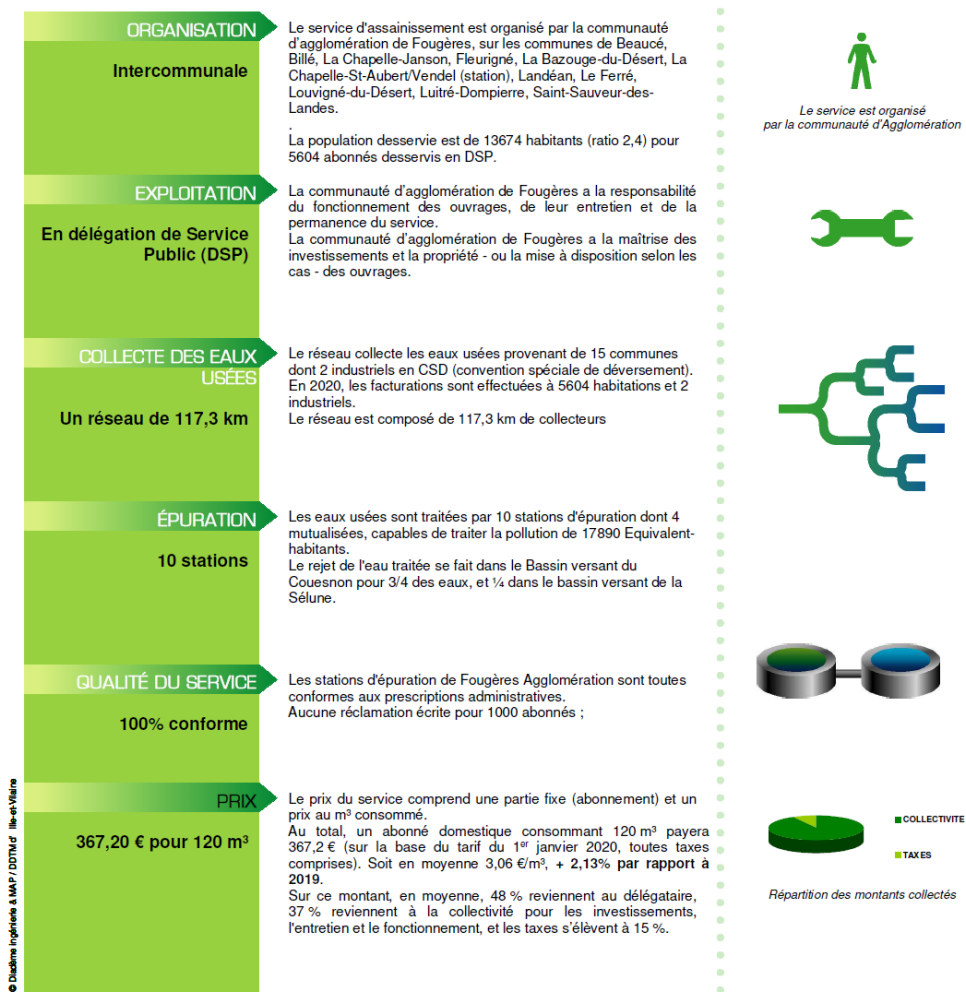 ORGANISATION
Intercommunale
Le service d'assainissement est organisé par la communauté
d'agglomération de Fougères, sur les communes de Beaucé,
Billé, La Chapelle-Janson, Fleurigné, La Bazouge-du-Désert, La
Chapelle-St-Aubert/Vendel (station), Landéan, Le Ferré,
Louvigné-du-Désert, Luitré-Dompierre, Saint-Sauveur-des-
Landes.
.
La population desservie est de 13674 habitants (ratio 2,4) pour
5604 abonnés desservis en DSP.
Le service est organisé
par la communauté d'Agglomération
EXPLOITATION
En délégation de Service
Public (DSP)
La communauté d'agglomération de Fougères a la responsabilité
du fonctionnement des ouvrages, de leur entretien et de la
permanence du service.
La communauté d'agglomération de Fougères a la maîtrise des
investissements et la propriété - ou la mise à disposition selon les
cas - des ouvrages.
COLLECTE DES EAUX
USÉES
Un réseau de 117,3 km
Le réseau collecte les eaux usées provenant de 15 communes
dont 2 industriels en CSD (convention spéciale de déversement).
En 2020, les facturations sont effectuées à 5604 habitations et 2
industriels.
Le réseau est composé de 117,3 km de collecteurs
ÉPURATION
10 stations
Les eaux usées sont traitées par 10 stations d'épuration dont 4
mutualisées, capables de traiter la pollution de 17890 Equivalent-
habitants.
Le rejet de l'eau traitée se fait dans le Bassin versant du
Couesnon pour 3/4 des eaux, et ¼ dans le bassin versant de la
Sélune.
QUALITÉ DU SERVICE
100% conforme
Les stations d'épuration de Fougères Agglomération sont toutes
conformes aux prescriptions administratives.
Aucune réclamation écrite pour 1000 abonnés ;
PRIX
367,20 € pour 120 m³
Le prix du service comprend une partie fixe (abonnement) et un
prix au m³ consommé.
Au total, un abonné domestique consommant 120 m³ payera
367,2 € (sur la base du tarif du 1er janvier 2020, toutes taxes
comprises). Soit en moyenne 3,06 €/m³, + 2,13% par rapport à
2019.
Sur ce montant, en moyenne, 48 % reviennent au délégataire,
37 % reviennent à la collectivité pour les investissements,
l'entretien et le fonctionnement, et les taxes s'élèvent à 15 %.
COLLECTIVITE
TAXES
Répartition des montants collectés
© Diadème Ingénierie & MAP / DDTM d' Ille-et-Vilaine